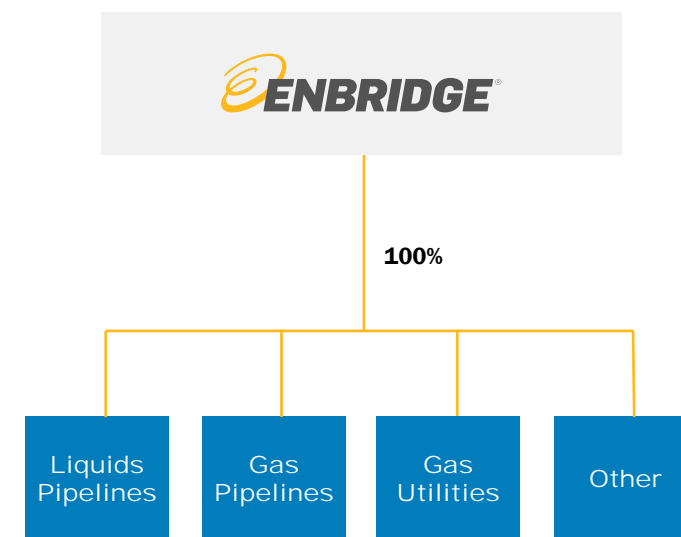 ENBRIDGE®
100%
Liquids
Pipelines
Gas
Pipelines
Gas
Utilities
Other